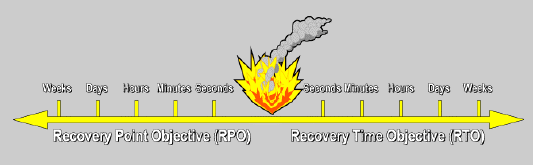 Weeks Days Hours Minutes Seconds Seconds Minutes Hours Days Weeks
Recovery Point Objective (RPO) Recovery Time Objective (RTO)